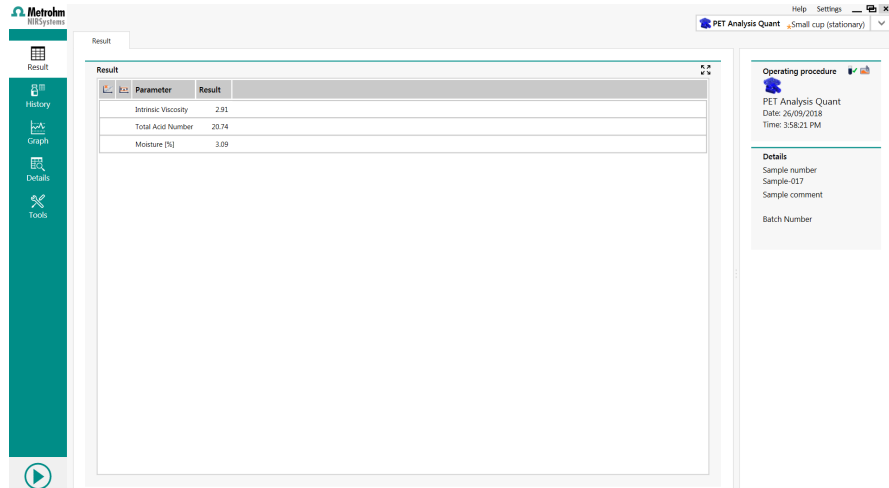 Metrohm
NIRSystems
Help Settings
PET Analysis Quant Small cup (stationary)
Result
Result
History
Graph
Details
Tools
Result
Parameter Result
Intrinsic Viscosity 2.91
Total Acid Number 20.74
Moisture [%] 3.09
Operating procedure
PET Analysis Quant
Date: 26/09/2018
Time: 3:58:21 PM
Details
Sample number
Sample-017
Sample comment
Batch Number